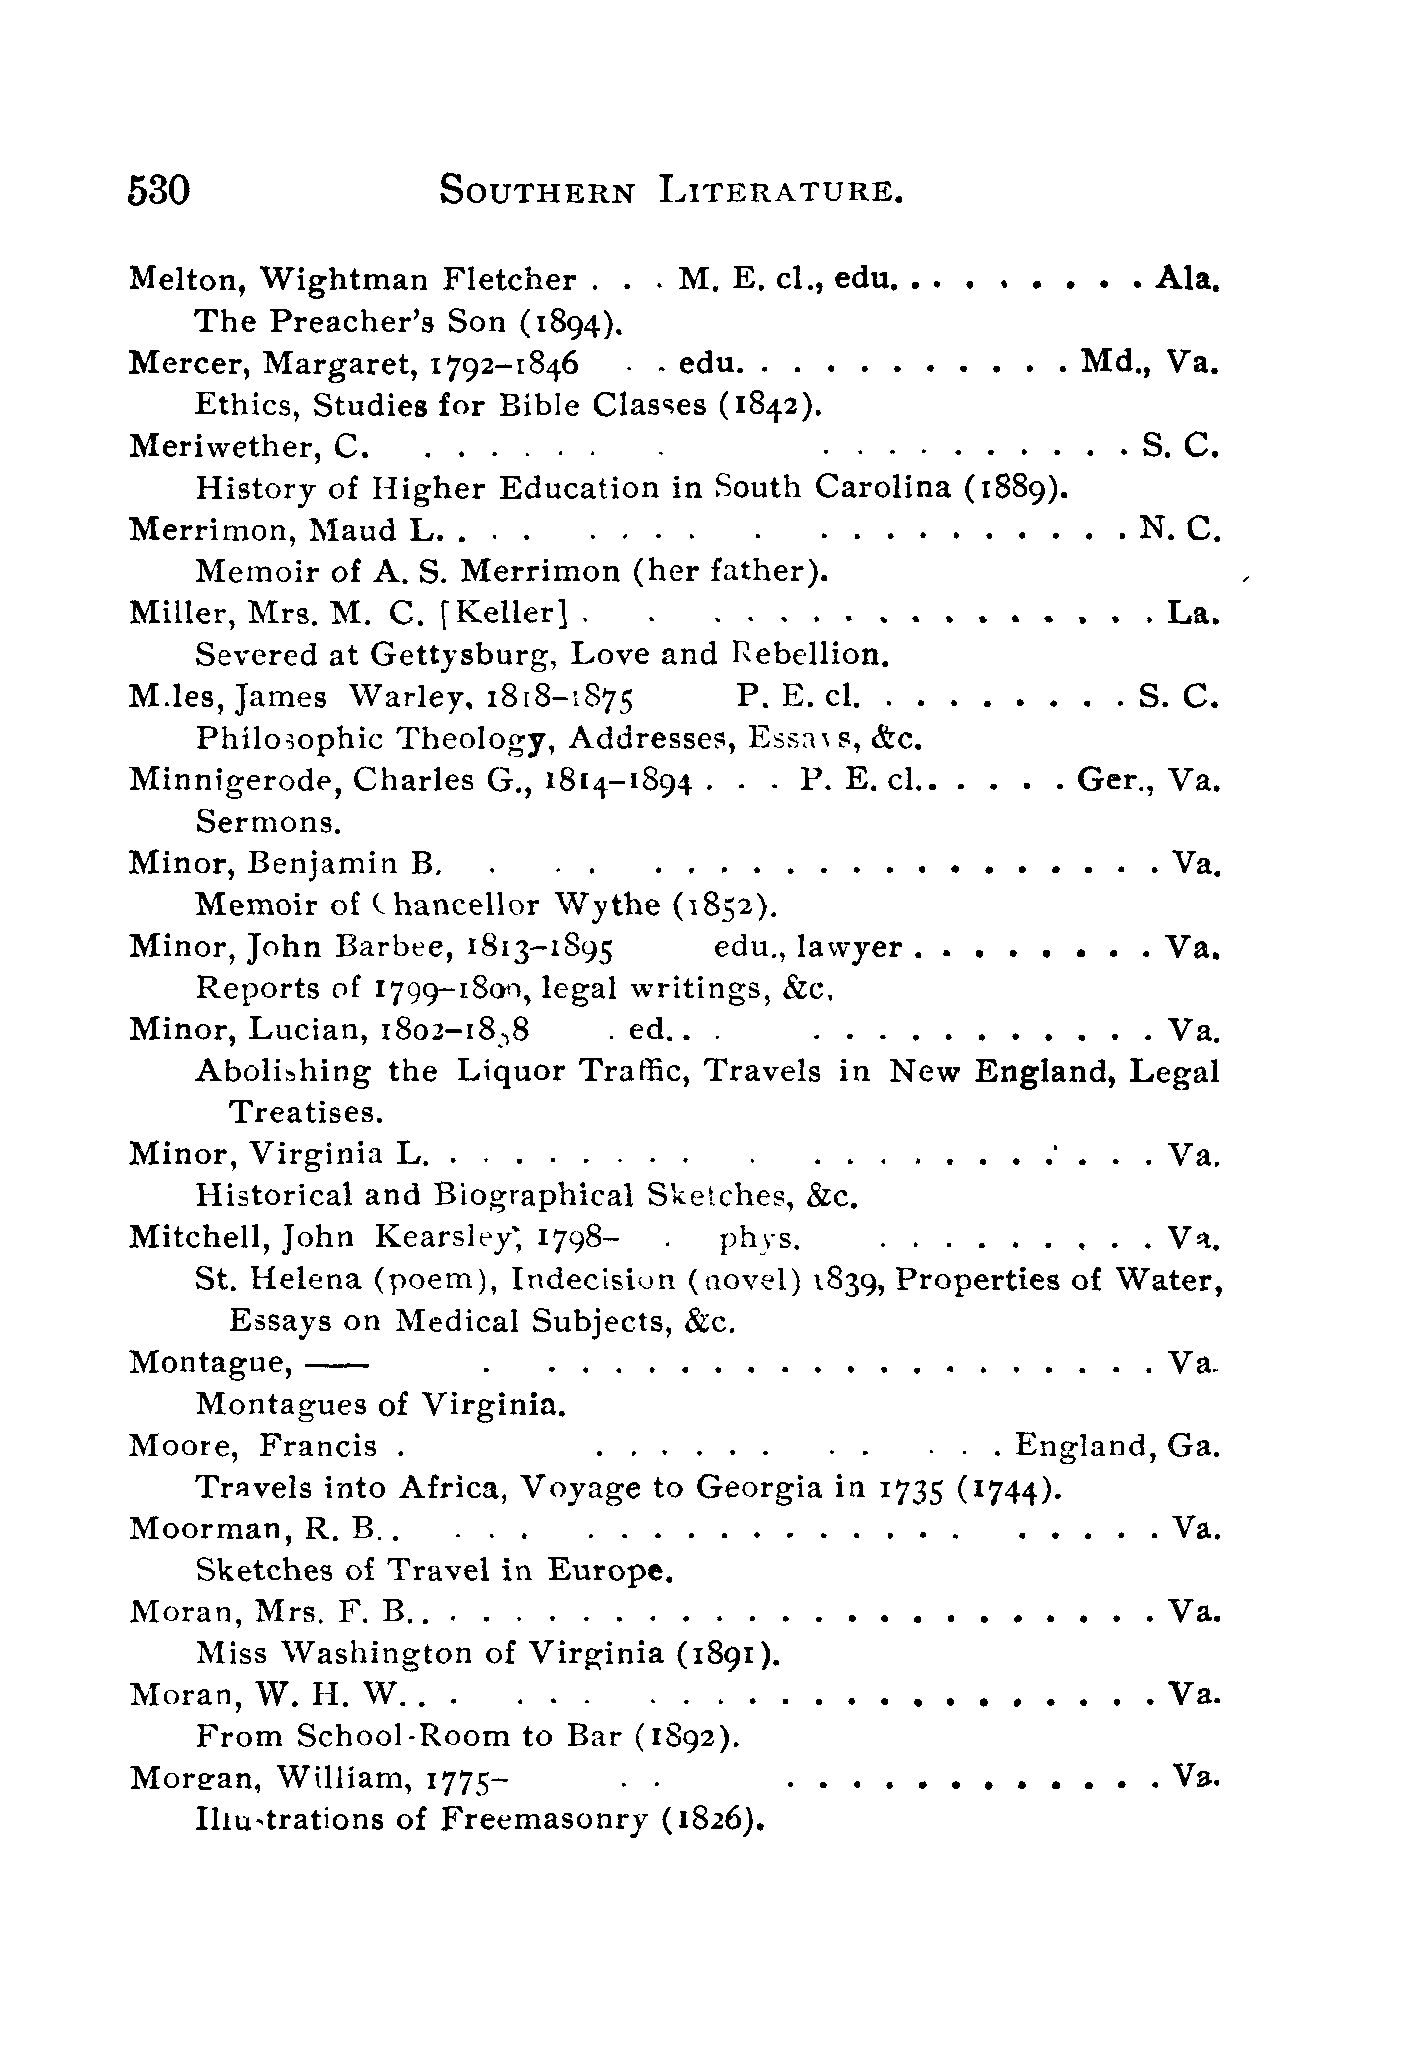 530 SOUTHERN LITERATURE.
Melton, Wightman Fletcher . . . M. E. cl., edu. . . . . . . . . Ala.
The Preacher's Son (1894).
Mercer, Margaret, 1792–1846 . . edu. . . . . . . . . . . Md., Va.
Ethics, Studies for Bible Classes (1842).
Meriwether, C. . . . . . . . . . . . . . . . . . S. C.
History of Higher Education in South Carolina (1889).
Merrimon, Maud L. . . . . . . . . . . . . . . . . . . . N. C.
Memoir of A. S. Merrimon (her father).
Miller, Mrs. M. C. [Keller] . . . . . . . . . . . . . . . . La.
Severed at Gettysburg, Love and Rebellion.
Miles, James Warley, 1818–1875 P. E. cl. . . . . . . . . S. C.
Philosophic Theology, Addresses, Essays, &c.
Minnigerode, Charles G., 1814–1894 . . . P. E. cl. . . . . . Ger., Va.
Sermons.
Minor, Benjamin B. . . . . . . . . . . . . . . . . . . . Va.
Memoir of Chancellor Wythe (1852).
Minor, John Barbee, 1813–1895 edu., lawyer . . . . . . . . Va.
Reports of 1799–1800, legal writings, &c.
Minor, Lucian, 1802–1858 . ed. . . . . . . . . . . . . . Va.
Abolishing the Liquor Traffic, Travels in New England, Legal
Treatises.
Minor, Virginia L. . . . . . . . . . . . . . . . . . . . . Va.
Historical and Biographical Sketches, &c.
Mitchell, John Kearsley, 1798– . phys. . . . . . . . . . Va.
St. Helena (poem), Indecision (novel) 1839, Properties of Water,
Essays on Medical Subjects, &c.
Montague, —— . . . . . . . . . . . . . . . . . . . . Va.
Montagues of Virginia.
Moore, Francis . . . . . . . . . . . . England, Ga.
Travels into Africa, Voyage to Georgia in 1735 (1744).
Moorman, R. B. . . . . . . . . . . . . . . . . . . . . . Va.
Sketches of Travel in Europe.
Moran, Mrs. F. B. . . . . . . . . . . . . . . . . . . . . . . Va.
Miss Washington of Virginia (1891).
Moran, W. H. W. . . . . . . . . . . . . . . . . . . . . . Va.
From School-Room to Bar (1892).
Morgan, William, 1775– . . . . . . . . . . . . . . Va.
Illustrations of Freemasonry (1826).